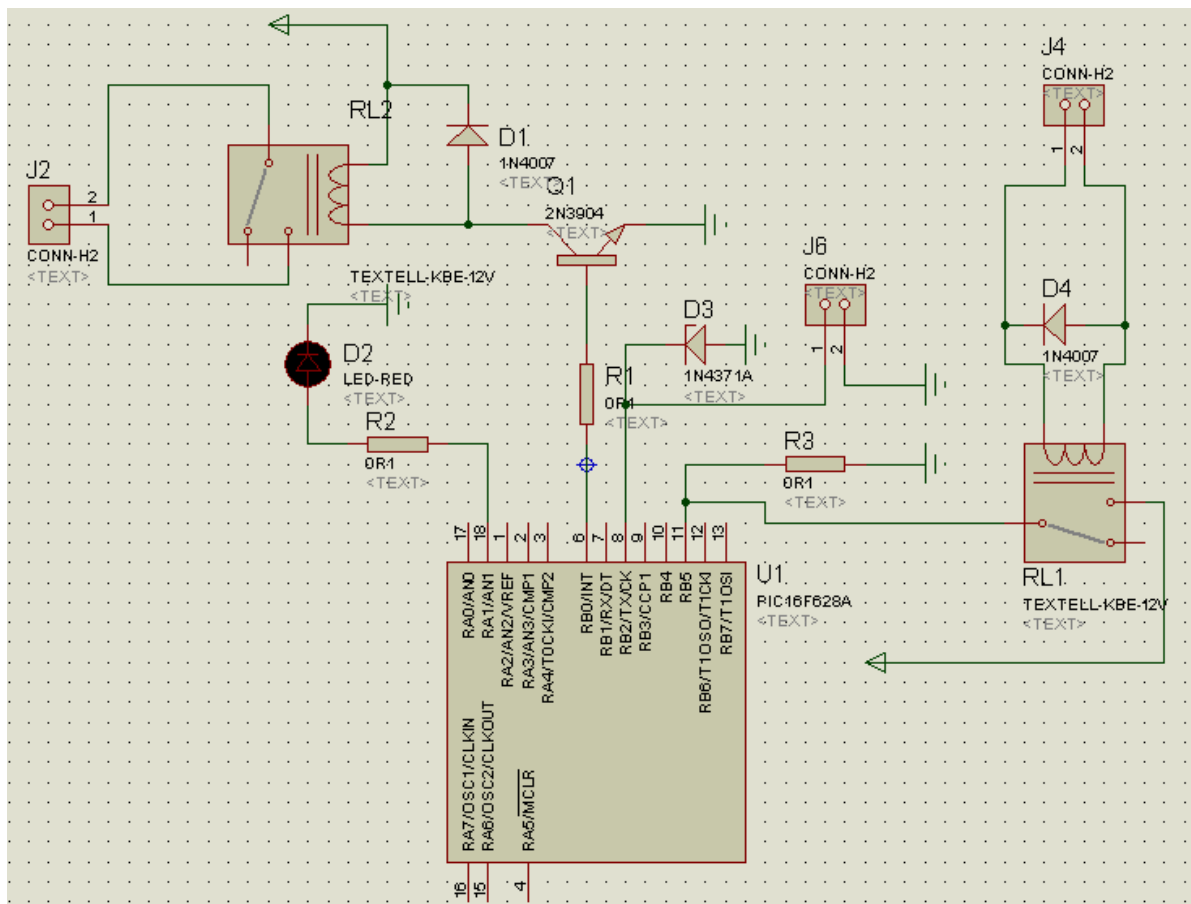 J4
CONN-H2
<TEXT>
1
2
RL2
D1
1N4007
<TEXT>
J2
2
1
CONN-H2
<TEXT>
Q1
2N3904
<TEXT>
TEXTELL-KBE-12V
<TEXT>
J6
CONN-H2
<TEXT>
1
2
D3
1N4371A
<TEXT>
D4
1N4007
<TEXT>
D2
LED-RED
<TEXT>
R1
0R1
<TEXT>
R2
0R1
<TEXT>
R3
0R1
<TEXT>
RL1
TEXTELL-KBE-12V
<TEXT>
17
18
1
2
3
6
7
8
9
10
11
12
13
RA0/AN0
RA1/AN1
RA2/AN2/VREF
RA3/AN3/CMP1
RA4/T0CKI/CMP2
RB0/INT
RB1/RX/DT
RB2/TX/CK
RB3/CCP1
RB4
RB5
RB6/T1OSO/T1CKI
RB7/T1OSI
U1
PIC16F628A
<TEXT>
RA7/OSC1/CLKIN
RA6/OSC2/CLKOUT
RA5/MCLR
16
15
4